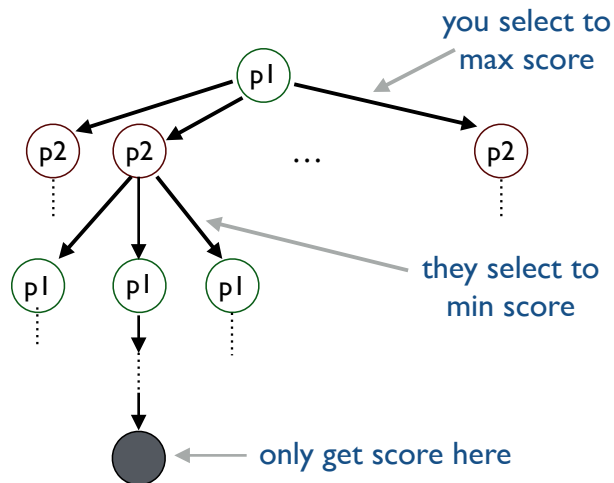 you select to
max score
p1
p2
p2
...
p2
p1
p1
p1
they select to
min score
only get score here